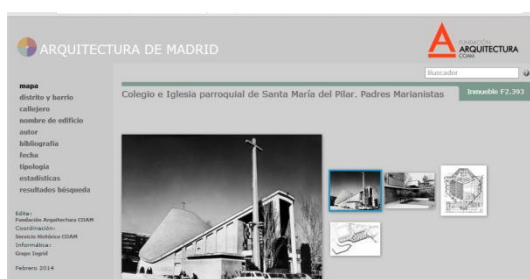 ARQUITECTURA DE MADRID
FUNDACIÓN
ARQUITECTURA
COAM
Buscador
Colegio e Iglesia parroquial de Santa María del Pilar. Padres Marianistas
Inmueble F2.393
mapa
distrito y barrio
callejero
nombre de edificio
autor
bibliografía
fecha
tipología
estadísticas
resultados búsqueda
Edita:
Fundación Arquitectura COAM
Coordinación:
Servicio Histórico COAM
Informática:
Grupo Ingrid
Febrero 2014